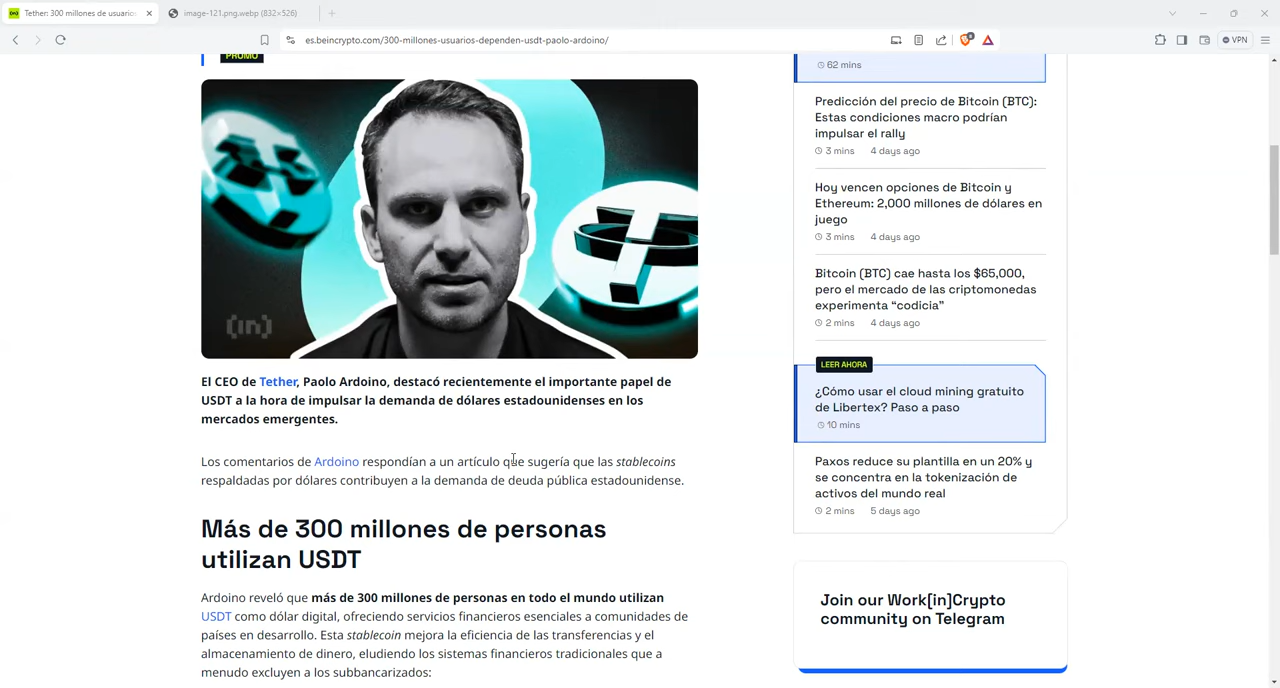 Tether: 300 millones de usuarios
image-121.png.webp (832×526)
es.beincrypto.com/300-millones-usuarios-dependen-usdt-paolo-ardoino/
VPN
PROMO
(in)
El CEO de Tether, Paolo Ardoino, destacó recientemente el importante papel de
USDT a la hora de impulsar la demanda de dólares estadounidenses en los
mercados emergentes.
Los comentarios de Ardoino respondían a un artículo que sugería que las stablecoins
respaldadas por dólares contribuyen a la demanda de deuda pública estadounidense.
Más de 300 millones de personas
utilizan USDT
Ardoino reveló que más de 300 millones de personas en todo el mundo utilizan
USDT como dólar digital, ofreciendo servicios financieros esenciales a comunidades de
países en desarrollo. Esta stablecoin mejora la eficiencia de las transferencias y el
almacenamiento de dinero, eludiendo los sistemas financieros tradicionales que a
menudo excluyen a los subbancarizados:
62 mins
Predicción del precio de Bitcoin (BTC):
Estas condiciones macro podrían
impulsar el rally
3 mins 4 days ago
Hoy vencen opciones de Bitcoin y
Ethereum: 2,000 millones de dólares en
juego
3 mins 4 days ago
Bitcoin (BTC) cae hasta los $65,000,
pero el mercado de las criptomonedas
experimenta “codicia”
2 mins 4 days ago
LEER AHORA
¿Cómo usar el cloud mining gratuito
de Libertex? Paso a paso
10 mins
Paxos reduce su plantilla en un 20% y
se concentra en la tokenización de
activos del mundo real
2 mins 5 days ago
Join our Work[in]Crypto
community on Telegram